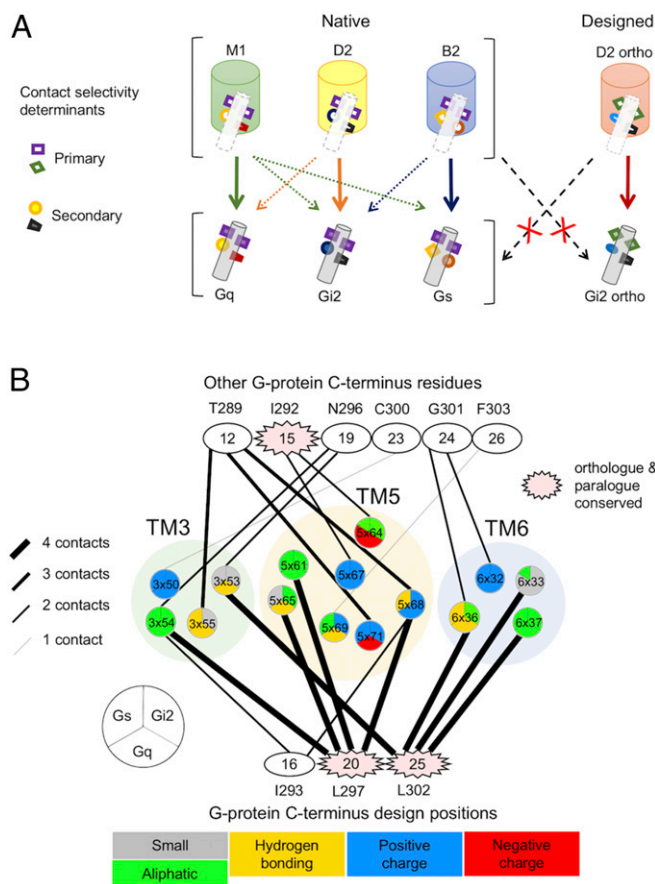 A
Native
Designed
M1
D2
B2
D2 ortho
Contact selectivity
determinants
Primary
Secondary
Gq
Gi2
Gs
Gi2 ortho
B
Other G-protein C-terminus residues
T289
I292
N296
C300
G301
F303
12
15
19
23
24
26
orthologue &
paralogue
conserved
4 contacts
3 contacts
2 contacts
1 contact
TM3
TM5
TM6
5x64
3x50
3x53
5x61
5x67
6x32
6x33
3x54
3x55
5x65
5x69
5x71
5x68
6x36
6x37
Gs
Gi2
Gq
16
20
25
I293
L297
L302
G-protein C-terminus design positions
Small
Aliphatic
Hydrogen
bonding
Positive
charge
Negative
charge